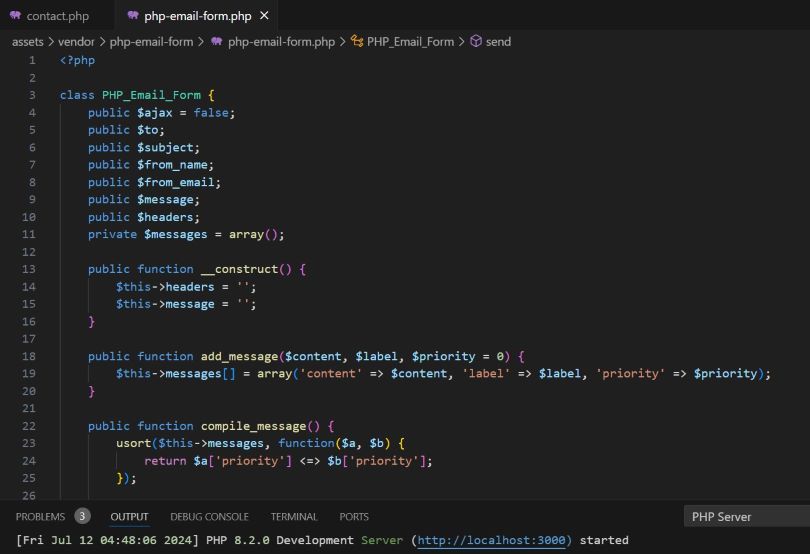 contact.php
php-email-form.php ×
assets > vendor > php-email-form > php-email-form.php > PHP_Email_Form > send
1 <?php
2
3 class PHP_Email_Form {
4     public $ajax = false;
5     public $to;
6     public $subject;
7     public $from_name;
8     public $from_email;
9     public $message;
10     public $headers;
11     private $messages = array();
12
13     public function __construct() {
14         $this->headers = '';
15         $this->message = '';
16     }
17
18     public function add_message($content, $label, $priority = 0) {
19         $this->messages[] = array('content' => $content, 'label' => $label, 'priority' => $priority);
20     }
21
22     public function compile_message() {
23         usort($this->messages, function($a, $b) {
24             return $a['priority'] <=> $b['priority'];
25         });
26
PROBLEMS 3 OUTPUT DEBUG CONSOLE TERMINAL PORTS PHP Server
[Fri Jul 12 04:48:06 2024] PHP 8.2.0 Development Server (http://localhost:3000) started